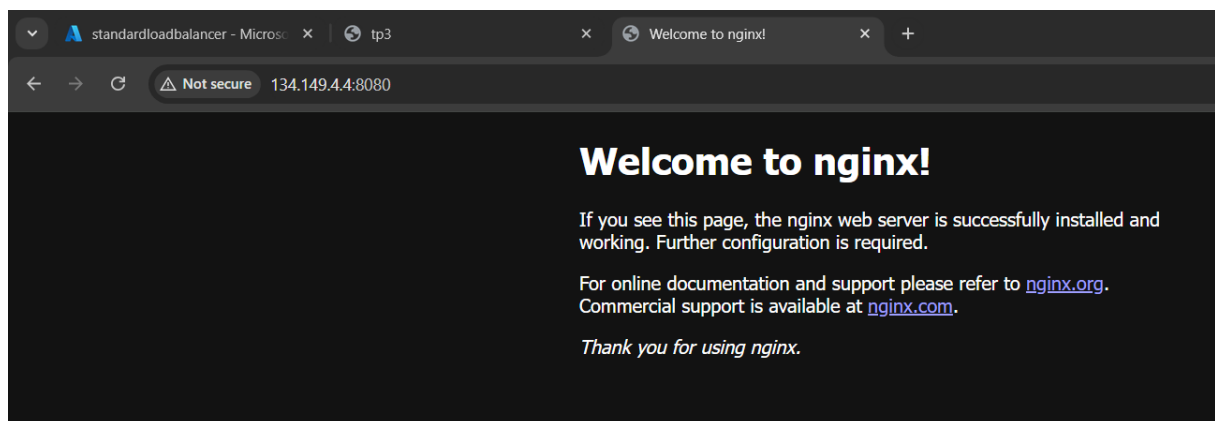 standardloadbalancer - Microsc
tp3
Welcome to nginx!
Not secure
134.149.4.4:8080
Welcome to nginx!
If you see this page, the nginx web server is successfully installed and
working. Further configuration is required.
For online documentation and support please refer to nginx.org.
Commercial support is available at nginx.com.
Thank you for using nginx.